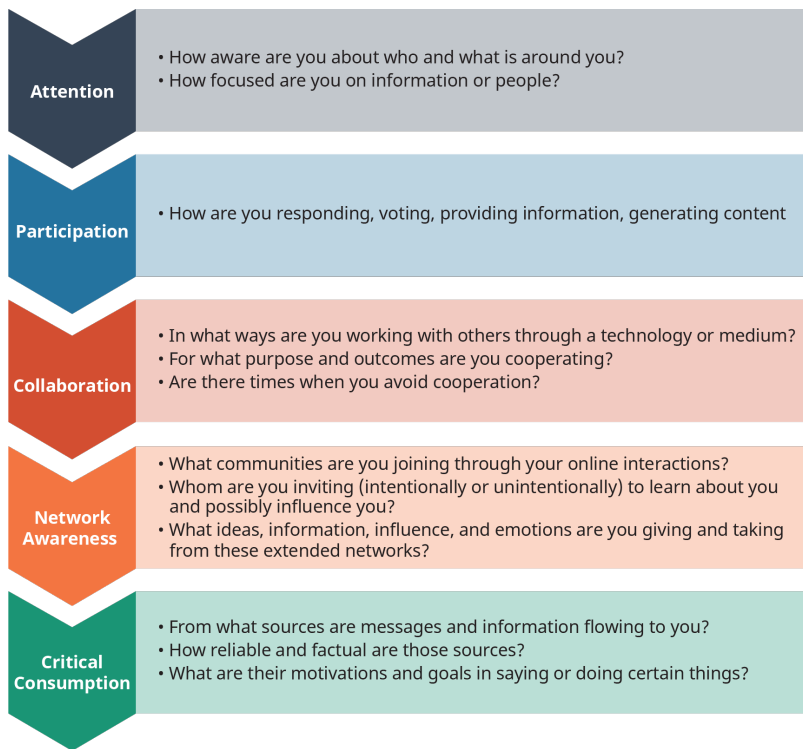 Attention
• How aware are you about who and what is around you?
• How focused are you on information or people?
Participation
• How are you responding, voting, providing information, generating content
Collaboration
• In what ways are you working with others through a technology or medium?
• For what purpose and outcomes are you cooperating?
• Are there times when you avoid cooperation?
Network
Awareness
• What communities are you joining through your online interactions?
• Whom are you inviting (intentionally or unintentionally) to learn about you
and possibly influence you?
• What ideas, information, influence, and emotions are you giving and taking
from these extended networks?
Critical
Consumption
• From what sources are messages and information flowing to you?
• How reliable and factual are those sources?
• What are their motivations and goals in saying or doing certain things?